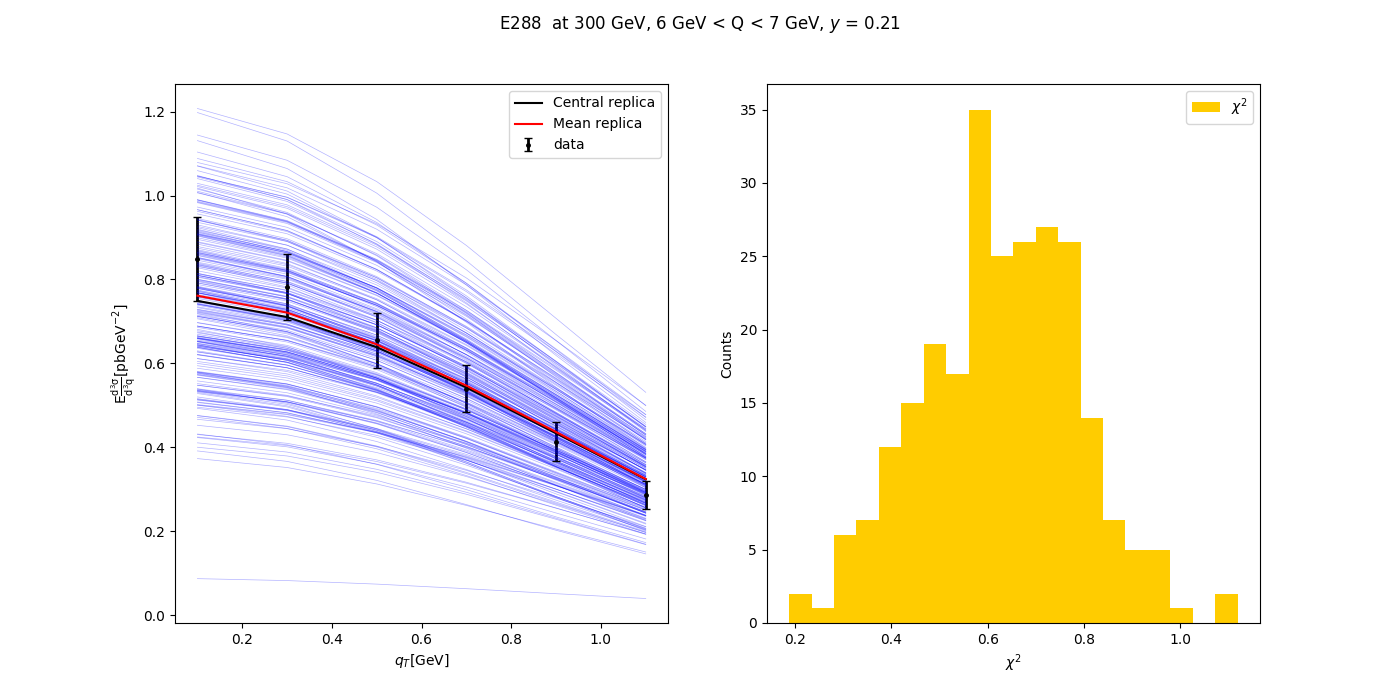 E288 at 300 GeV, 6 GeV < Q < 7 GeV, y = 0.21
Central replica
Mean replica
data
1.2
1.0
0.8
0.6
0.4
0.2
0.0
E d³σ/d³q [pbGeV⁻²]
0.2 0.4 0.6 0.8 1.0
q_T[GeV]
χ²
35
30
25
20
15
10
5
0
Counts
0.2 0.4 0.6 0.8 1.0
χ²